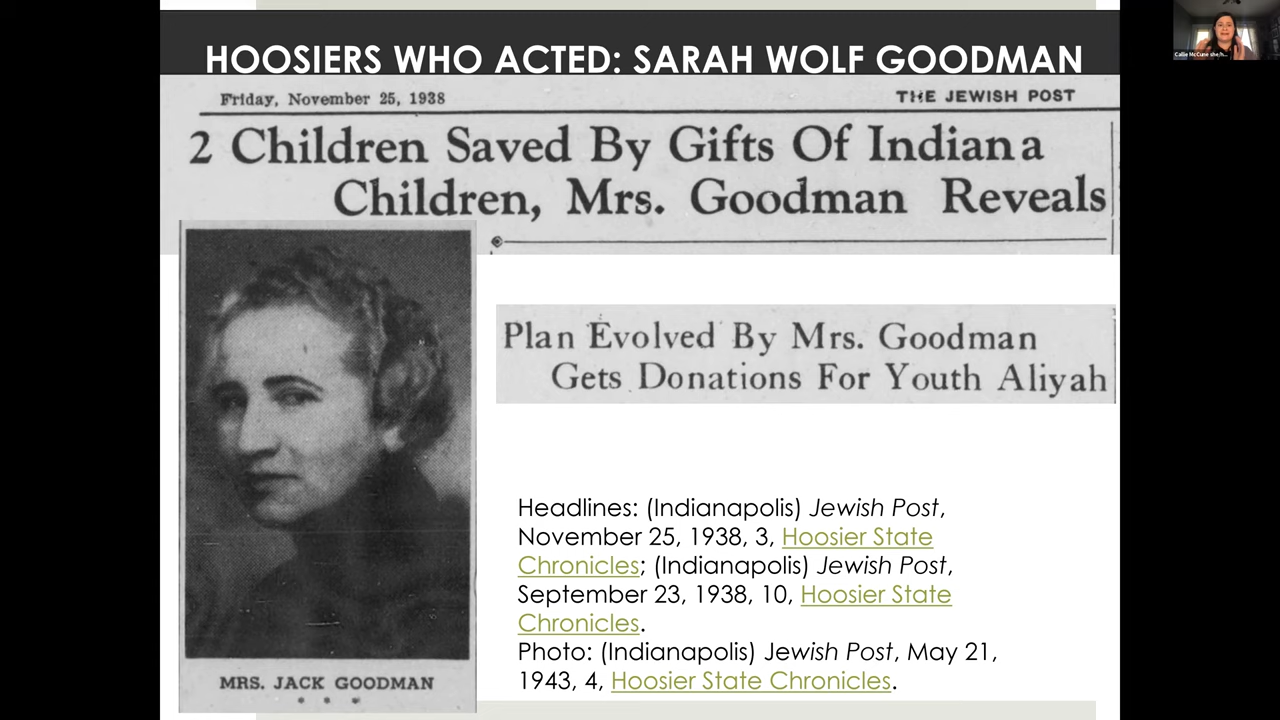 HOOSIERS WHO ACTED: SARAH WOLF GOODMAN
Friday, November 25, 1938
THE JEWISH POST
2 Children Saved By Gifts Of Indiana
Children, Mrs. Goodman Reveals
Plan Evolved By Mrs. Goodman
Gets Donations For Youth Aliyah
Headlines: (Indianapolis) Jewish Post,
November 25, 1938, 3, Hoosier State
Chronicles; (Indianapolis) Jewish Post,
September 23, 1938, 10, Hoosier State
Chronicles.
Photo: (Indianapolis) Jewish Post, May 21,
1943, 4, Hoosier State Chronicles.
MRS. JACK GOODMAN
* * *
Callie McCune she/h...